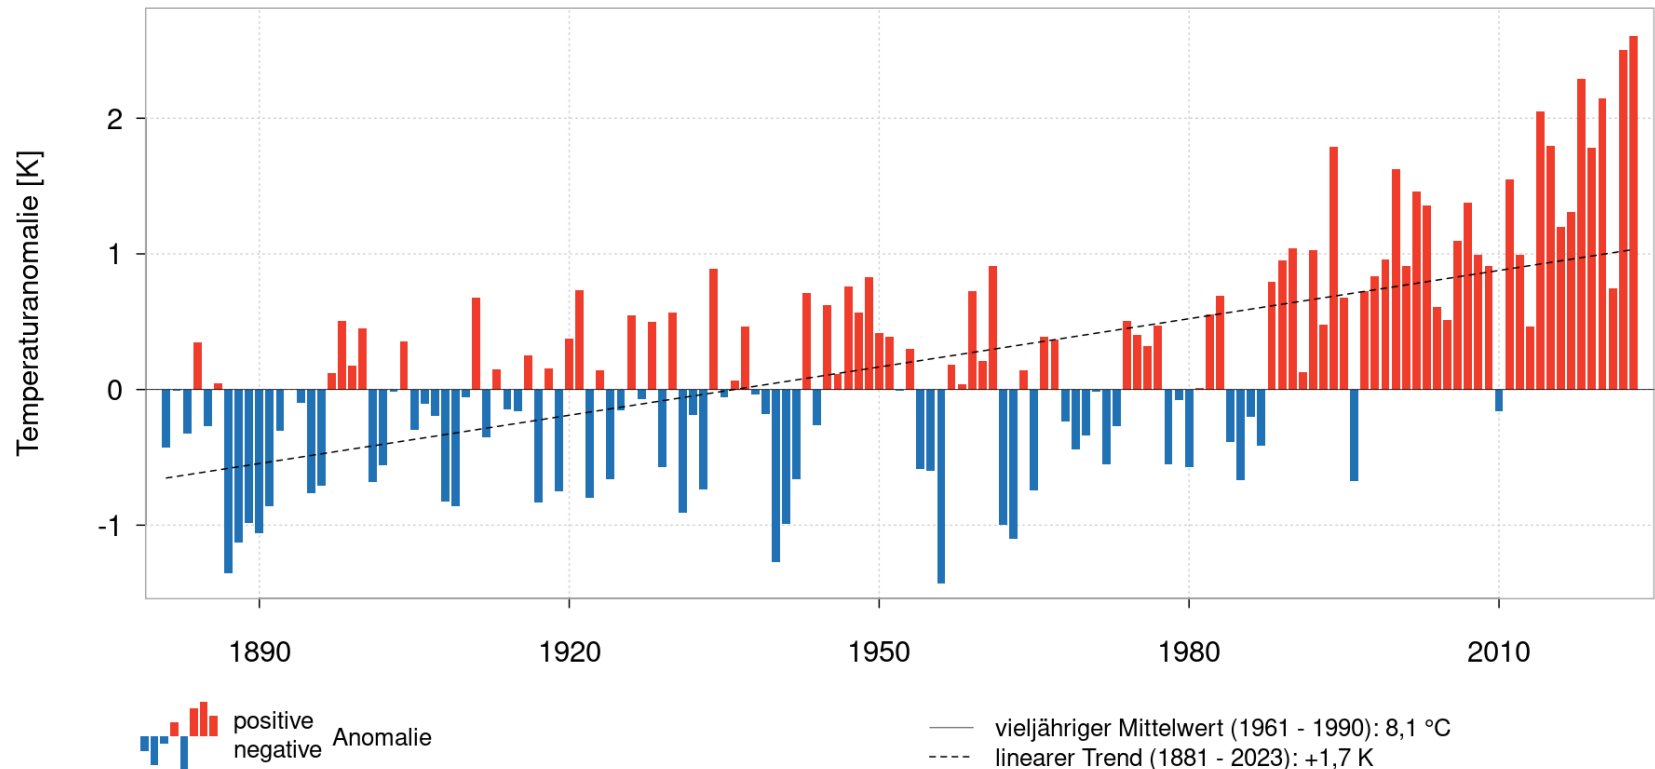 Temperaturanomalie [K]
2
1
0
-1
1890 1920 1950 1980 2010
positive
negative
Anomalie
vieljähriger Mittelwert (1961 - 1990): 8,1 °C
linearer Trend (1881 - 2023): +1,7 K